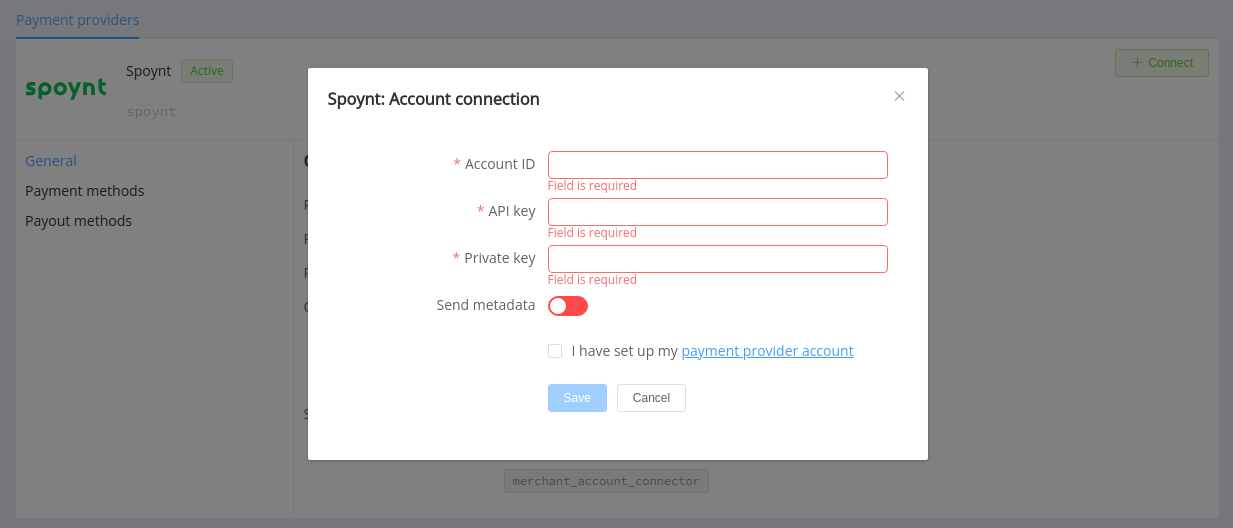 Payment providers
spoynt
Spoynt Active
spoynt
+ Connect
General
Payment methods
Payout methods
Spoynt: Account connection
* Account ID
Field is required
* API key
Field is required
* Private key
Field is required
Send metadata
I have set up my payment provider account
Save Cancel
merchant_account_connector